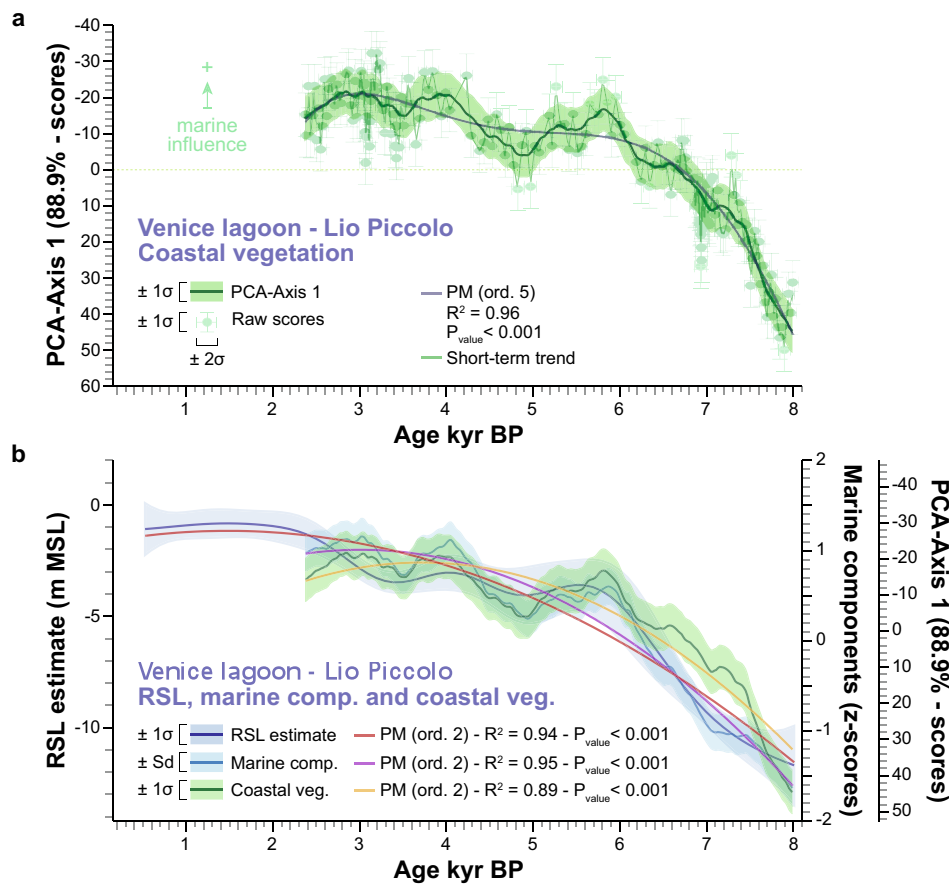 a
-40
-30
-20
-10
0
10
20
30
40
50
60
PCA-Axis 1 (88.9% - scores)
+
marine
influence
Venice lagoon - Lio Piccolo
Coastal vegetation
± 1σ PCA-Axis 1
± 1σ Raw scores
± 2σ
PM (ord. 5)
R² = 0.96
Pvalue < 0.001
Short-term trend
1 2 3 4 5 6 7 8
Age kyr BP
b
0
-5
-10
RSL estimate (m MSL)
2
1
0
-1
-2
Marine components (z-scores)
-40
-30
-20
-10
0
10
20
30
40
50
PCA-Axis 1 (88.9% - scores)
Venice lagoon - Lio Piccolo
RSL, marine comp. and coastal veg.
± 1σ RSL estimate PM (ord. 2) - R² = 0.94 - Pvalue < 0.001
± Sd Marine comp. PM (ord. 2) - R² = 0.95 - Pvalue < 0.001
± 1σ Coastal veg. PM (ord. 2) - R² = 0.89 - Pvalue < 0.001
1 2 3 4 5 6 7 8
Age kyr BP